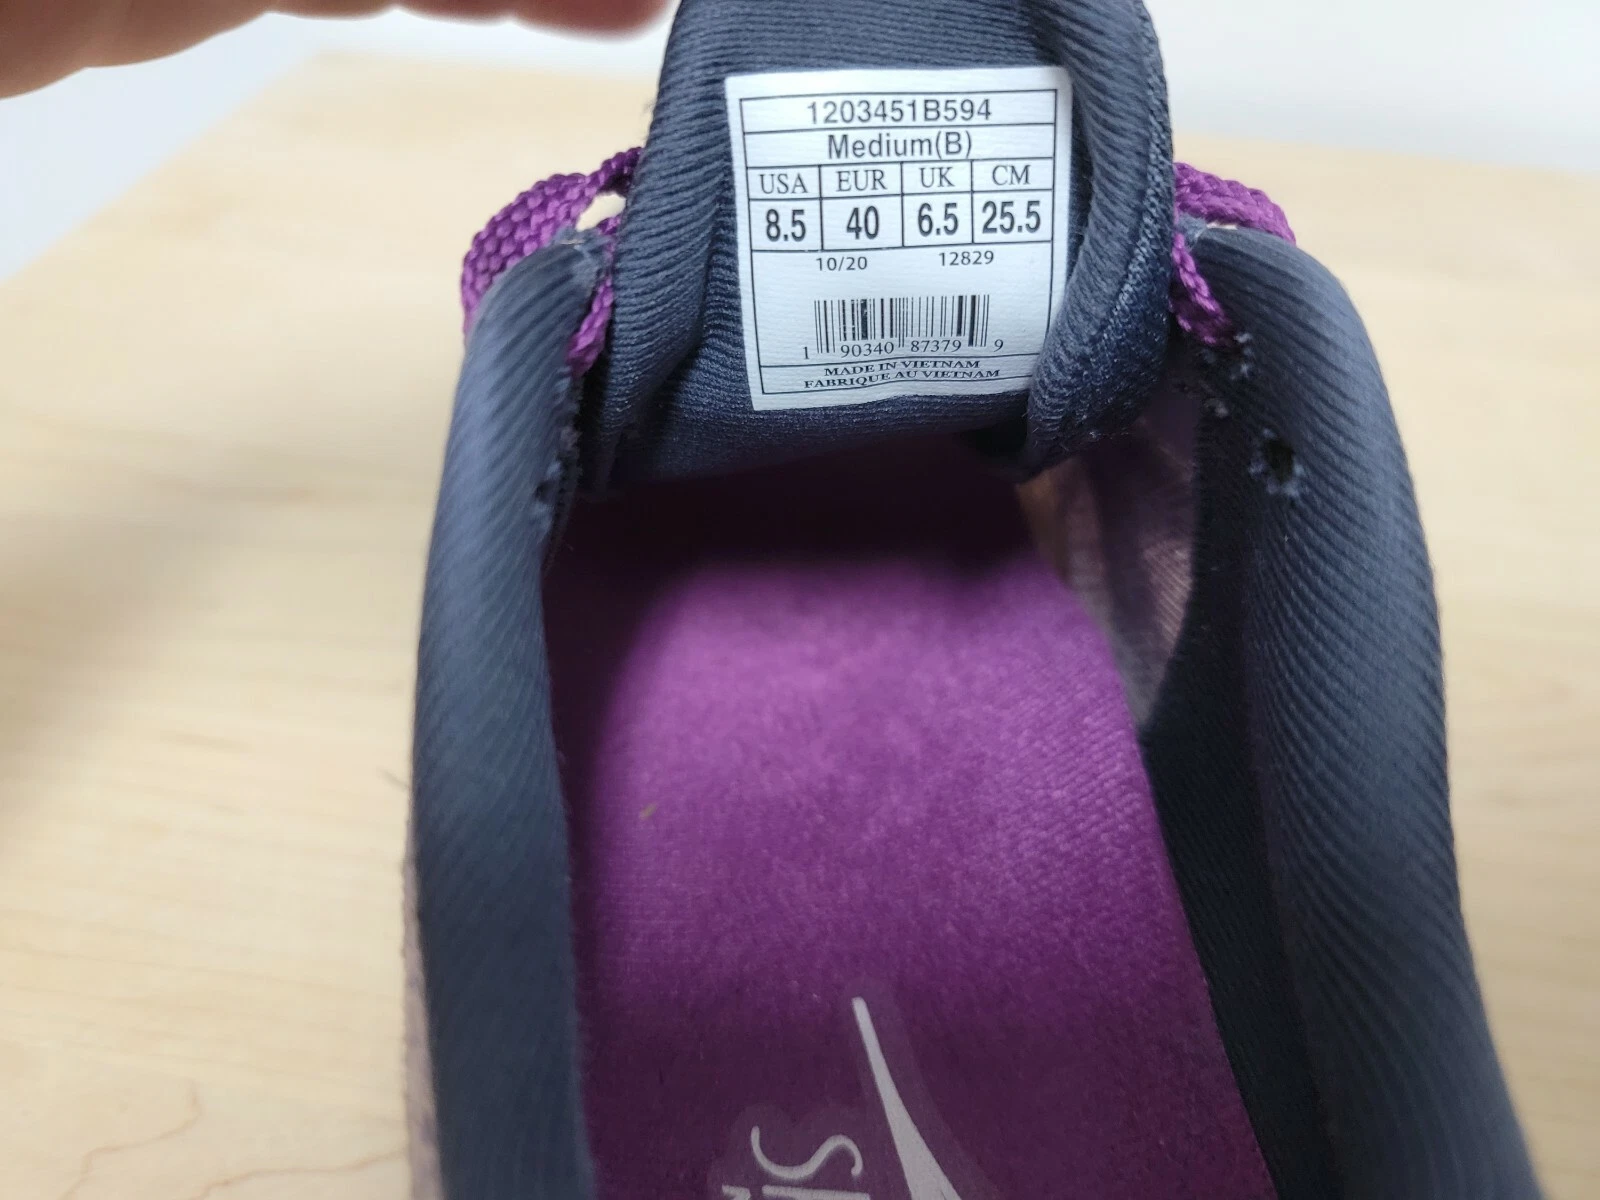 1203451B594
Medium(B)
USA EUR UK CM
8.5 40 6.5 25.5
10/20 12829
1 90340 87379 9
MADE IN VIETNAM
FABRIQUE AU VIETNAM